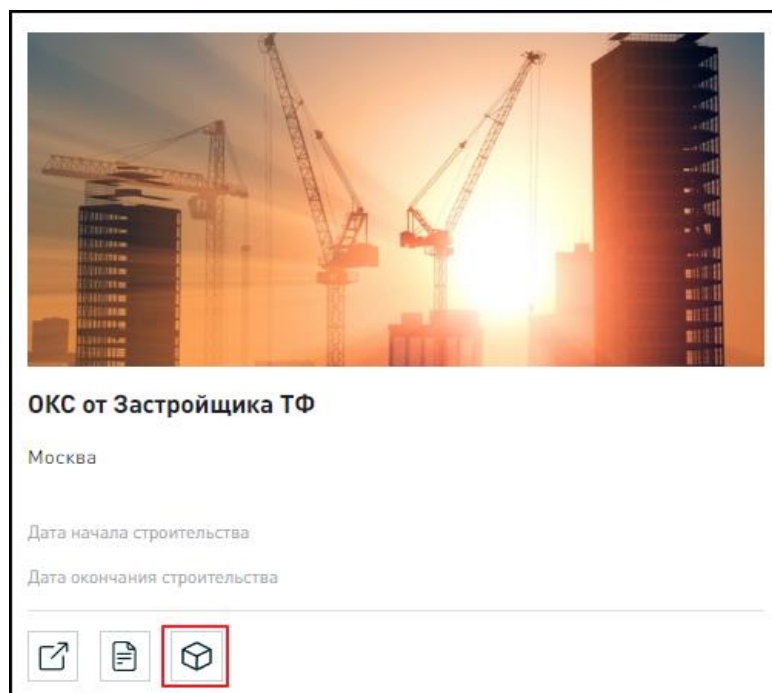 ОКС от Застройщика ТФ
Москва
Дата начала строительства
Дата окончания строительства